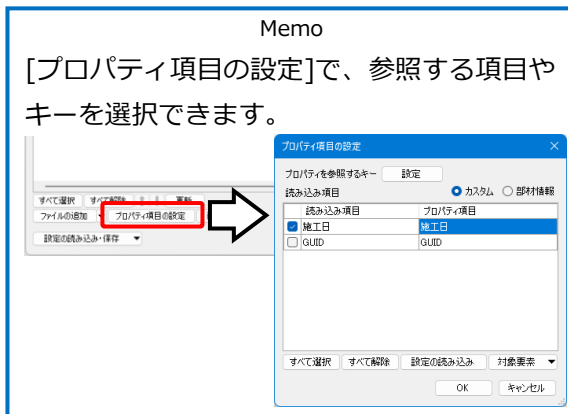 Memo
[プロパティ項目の設定]で、参照する項目や
キーを選択できます。
すべて選択 すべて解除 更新
ファイルの追加 プロパティ項目の設定
設定の読み込み・保存
プロパティ項目の設定
プロパティを参照するキー 設定
読み込み項目 カスタム 部材情報
読み込み項目 プロパティ項目
施工日 施工日
GUID GUID
すべて選択 すべて解除 設定の読み込み 対象要素
OK キャンセル